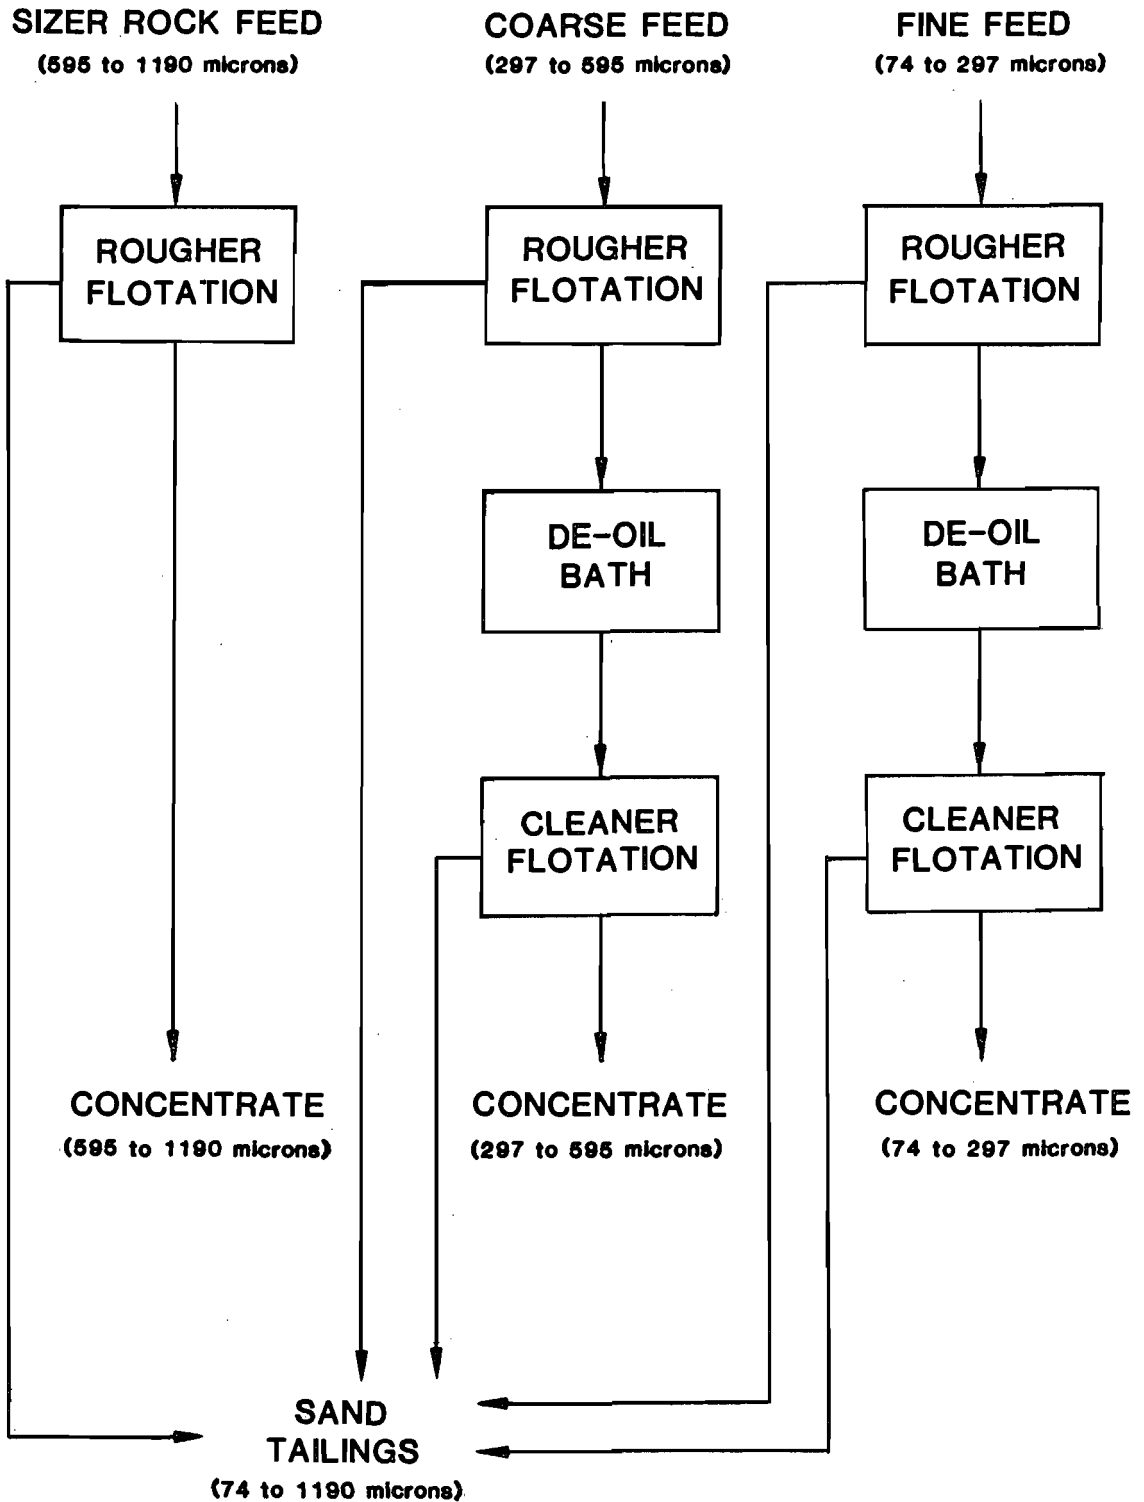 SIZER ROCK FEED
(595 to 1190 microns)
COARSE FEED
(297 to 595 microns)
FINE FEED
(74 to 297 microns)
ROUGHER
FLOTATION
ROUGHER
FLOTATION
ROUGHER
FLOTATION
DE-OIL
BATH
DE-OIL
BATH
CLEANER
FLOTATION
CLEANER
FLOTATION
CONCENTRATE
(595 to 1190 microns)
CONCENTRATE
(297 to 595 microns)
CONCENTRATE
(74 to 297 microns)
SAND
TAILINGS
(74 to 1190 microns)